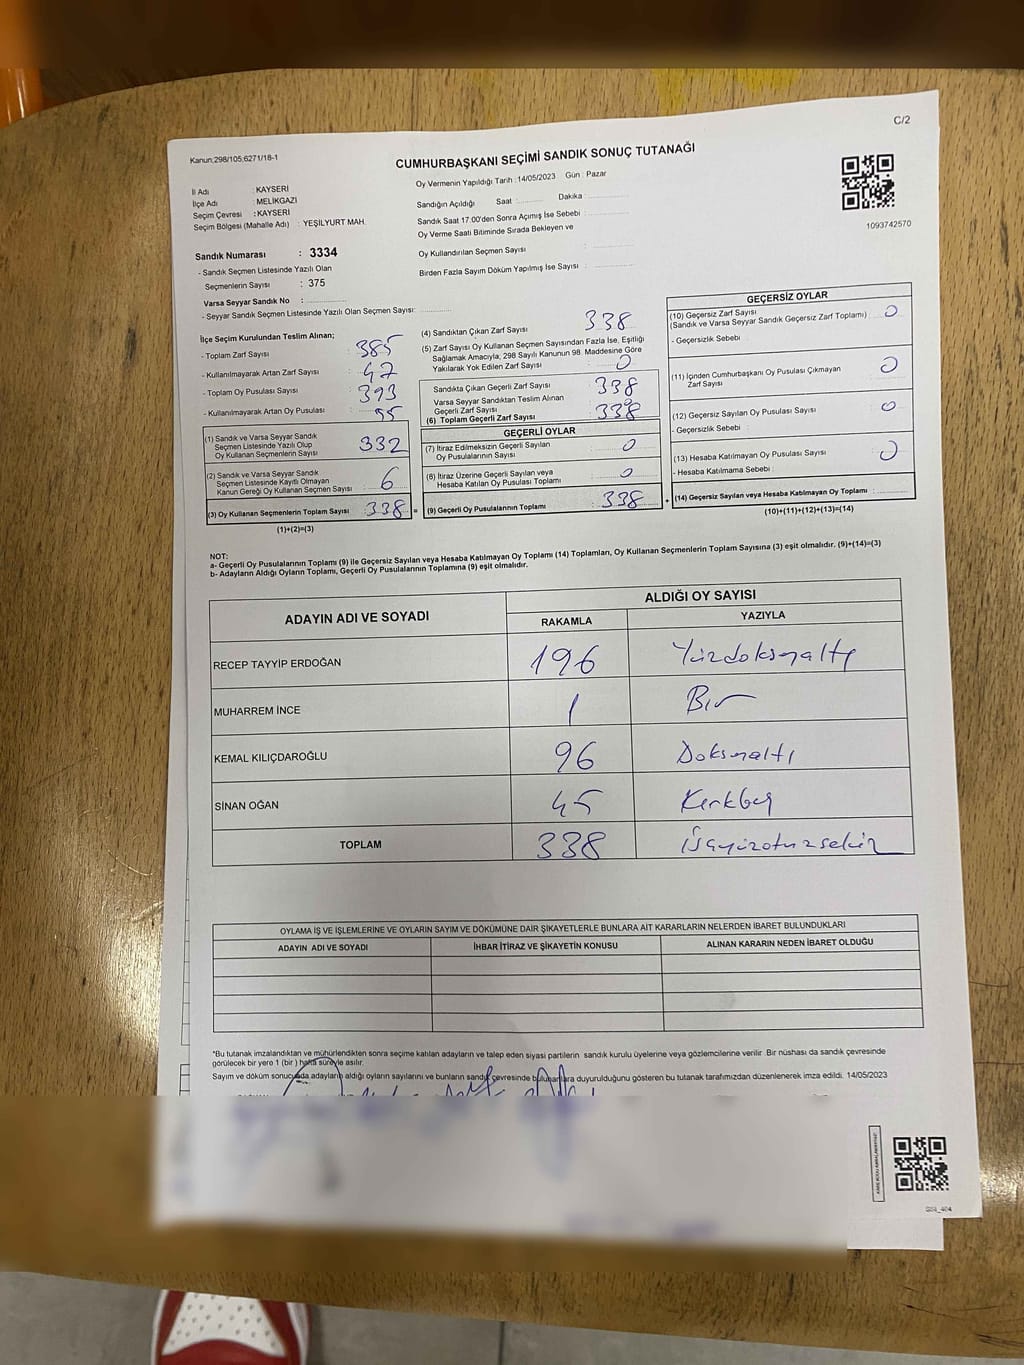 C/2
Kanun;298/105;6271/18-1
CUMHURBAŞKANI SEÇİMİ SANDIK SONUÇ TUTANAĞI
İl Adı : KAYSERİ
İlçe Adı : MELİKGAZİ
Seçim Çevresi : KAYSERİ
Seçim Bölgesi (Mahalle Adı) : YEŞİLYURT MAH.
Oy Vermenin Yapıldığı Tarih : 14/05/2023 Gün : Pazar
Sandığın Açıldığı Saat : Dakika :
Sandık Saat 17.00'den Sonra Açımış İse Sebebi :
Oy Verme Saati Bitiminde Sırada Bekleyen ve
Oy Kullandırılan Seçmen Sayısı :
Birden Fazla Sayım Döküm Yapılmış İse Sayısı :
1093742570
Sandık Numarası : 3334
- Sandık Seçmen Listesinde Yazılı Olan
Seçmenlerin Sayısı : 375
Varsa Seyyar Sandık No :
- Seyyar Sandık Seçmen Listesinde Yazılı Olan Seçmen Sayısı:
İlçe Seçim Kurulundan Teslim Alınan;
- Toplam Zarf Sayısı 385
- Kullanılmayarak Artan Zarf Sayısı 47
- Toplam Oy Pusulası Sayısı 393
- Kullanılmayarak Artan Oy Pusulası 55
(1) Sandık ve Varsa Seyyar Sandık
Seçmen Listesinde Yazılı Olup
Oy Kullanan Seçmenlerin Sayısı 332
(2) Sandık ve Varsa Seyyar Sandık
Seçmen Listesinde Kayıtlı Olmayan
Kanun Gereği Oy Kullanan Seçmen Sayısı 6
(3) Oy Kullanan Seçmenlerin Toplam Sayısı 338 =
(1)+(2)=(3)
(4) Sandıktan Çıkan Zarf Sayısı 338
(5) Zarf Sayısı Oy Kullanan Seçmen Sayısından Fazla İse, Eşitliği
Sağlamak Amacıyla; 298 Sayılı Kanunun 98. Maddesine Göre
Yakılarak Yok Edilen Zarf Sayısı 0
Sandıkta Çıkan Geçerli Zarf Sayısı 338
Varsa Seyyar Sandıktan Teslim Alınan
Geçerli Zarf Sayısı
(6) Toplam Geçerli Zarf Sayısı 338
GEÇERLİ OYLAR
(7) İtiraz Edilmeksizin Geçerli Sayılan
Oy Pusulalarının Sayısı 0
(8) İtiraz Üzerine Geçerli Sayılan veya
Hesaba Katılan Oy Pusulası Toplamı 0
(9) Geçerli Oy Pusulalarının Toplamı 338 +
GEÇERSİZ OYLAR
(10) Geçersiz Zarf Sayısı
(Sandık ve Varsa Seyyar Sandık Geçersiz Zarf Toplamı) 0
- Geçersizlik Sebebi
(11) İçinden Cumhurbaşkanı Oy Pusulası Çıkmayan
Zarf Sayısı 0
(12) Geçersiz Sayılan Oy Pusulası Sayısı 0
- Geçersizlik Sebebi :
(13) Hesaba Katılmayan Oy Pusulası Sayısı 0
- Hesaba Katılmama Sebebi :
(14) Geçersiz Sayılan veya Hesaba Katılmayan Oy Toplamı :
(10)+(11)+(12)+(13)=(14)
NOT:
a- Geçerli Oy Pusulalarının Toplamı (9) ile Geçersiz Sayılan veya Hesaba Katılmayan Oy Toplamı (14) Toplamları, Oy Kullanan Seçmenlerin Toplam Sayısına (3) eşit olmalıdır. (9)+(14)=(3)
b- Adayların Aldığı Oyların Toplamı, Geçerli Oy Pusulalarının Toplamına (9) eşit olmalıdır.
ADAYIN ADI VE SOYADI
ALDIĞI OY SAYISI
RAKAMLA YAZIYLA
RECEP TAYYİP ERDOĞAN 196 Yüzdoksanaltı
MUHARREM İNCE 1 Bir
KEMAL KILIÇDAROĞLU 96 Doksanaltı
SİNAN OĞAN 45 Kırkbeş
TOPLAM 338 üçyüzotuzsekiz
OYLAMA İŞ VE İŞLEMLERİNE VE OYLARIN SAYIM VE DÖKÜMÜNE DAİR ŞİKAYETLERLE BUNLARA AİT KARARLARIN NELERDEN İBARET BULUNDUKLARI
ADAYIN ADI VE SOYADI İHBAR İTİRAZ VE ŞİKAYETİN KONUSU ALINAN KARARIN NEDEN İBARET OLDUĞU
*Bu tutanak imzalandıktan ve mühürlendikten sonra seçime katılan adayların ve talep eden siyasi partilerin sandık kurulu üyelerine veya gözlemcilerine verilir. Bir nüshası da sandık çevresinde
görülecek bir yere 1 (bir) hafta süreyle asılır.
Sayım ve döküm sonucunda adayların aldığı oyların sayılarını ve bunların sandık çevresinde bulunanlara duyurulduğunu gösteren bu tutanak tarafımızdan düzenlenerek imza edildi. 14/05/2023